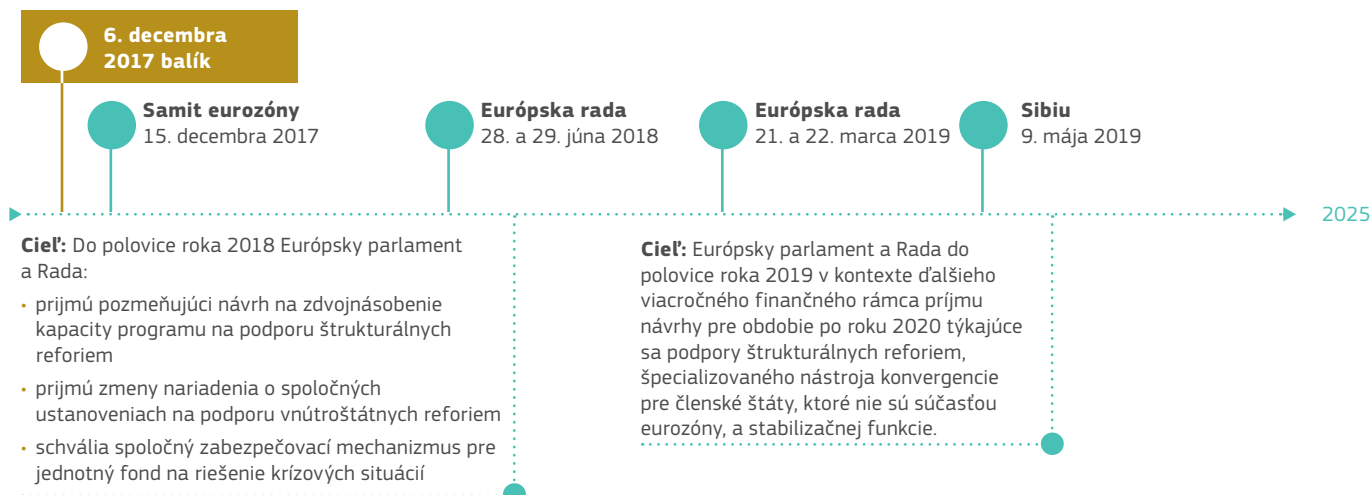 6. decembra
2017 balík
Samit eurozóny
15. decembra 2017
Európska rada
28. a 29. júna 2018
Európska rada
21. a 22. marca 2019
Sibiu
9. mája 2019
2025
Cieľ: Do polovice roka 2018 Európsky parlament
a Rada:
• prijmú pozmeňujúci návrh na zdvojnásobenie
kapacity programu na podporu štrukturálnych
reforiem
• prijmú zmeny nariadenia o spoločných
ustanoveniach na podporu vnútroštátnych reforiem
• schvália spoločný zabezpečovací mechanizmus pre
jednotný fond na riešenie krízových situácií
Cieľ: Európsky parlament a Rada do
polovice roka 2019 v kontexte ďalšieho
viacročného finančného rámca príjmu
návrhy pre obdobie po roku 2020 týkajúce
sa podpory štrukturálnych reforiem,
špecializovaného nástroja konvergencie
pre členské štáty, ktoré nie sú súčasťou
eurozóny, a stabilizačnej funkcie.